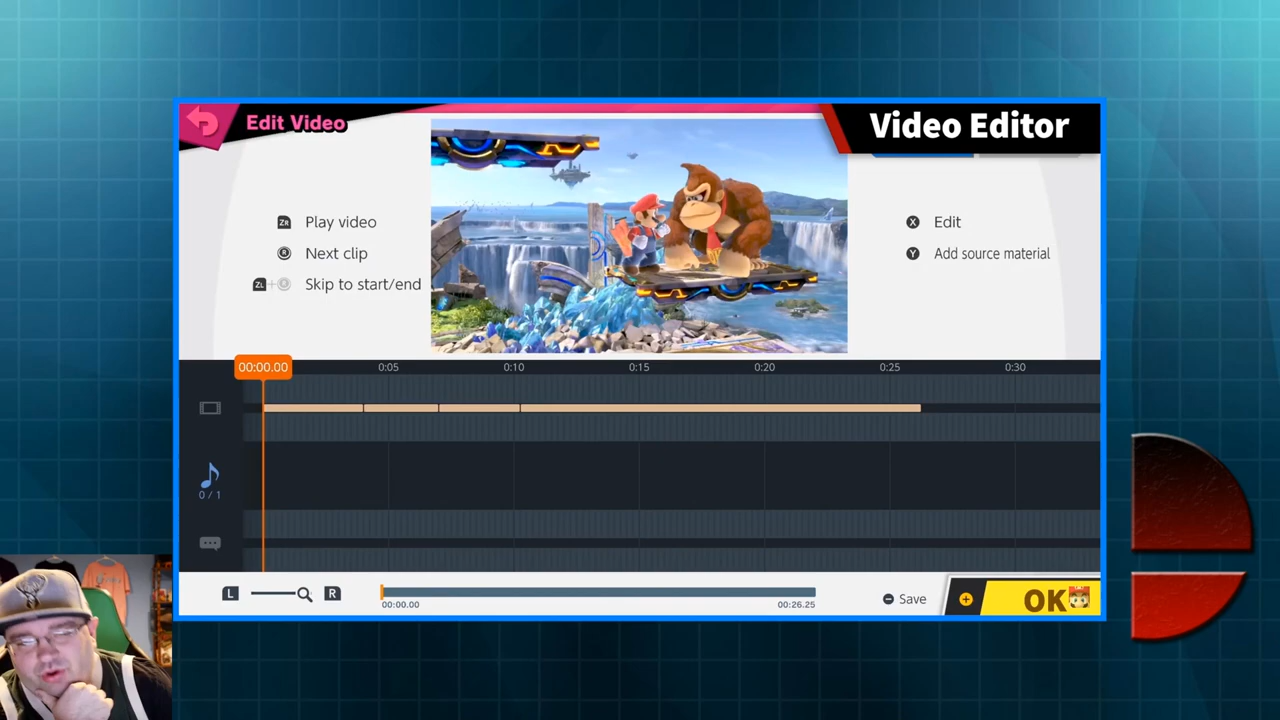 Edit Video
Video Editor
ZR Play video
R Next clip
ZL + R Skip to start/end
X Edit
Y Add source material
00:00.00
0:05
0:10
0:15
0:20
0:25
0:30
0 / 1
L
R
00:00.00
00:26.25
Save
OK